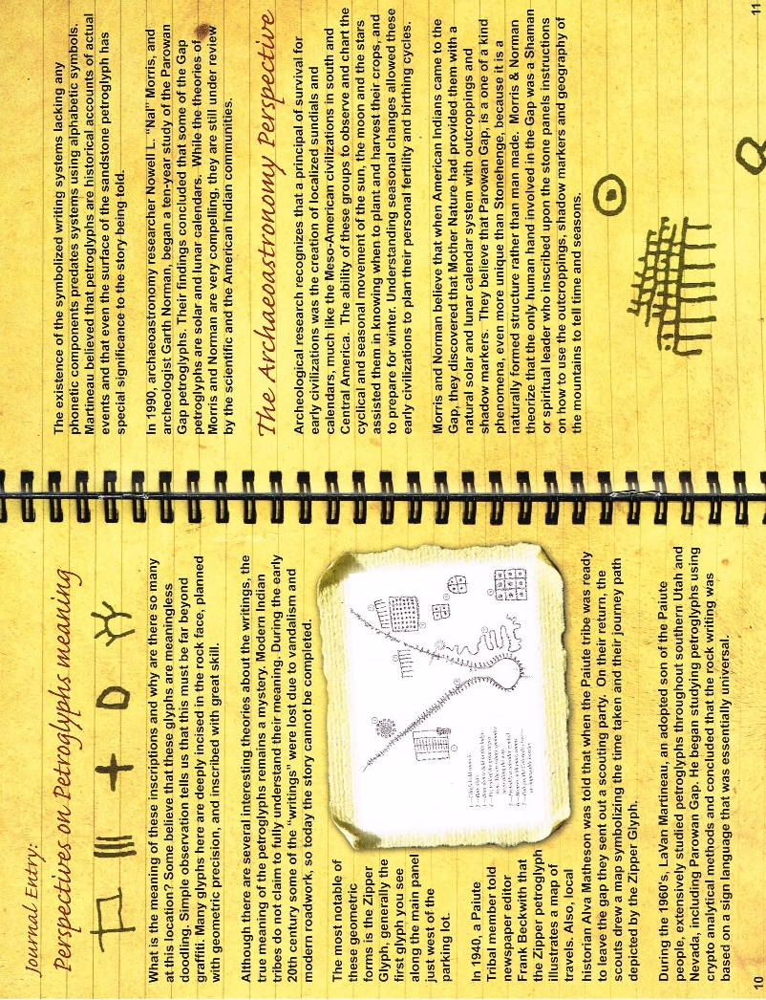 Journal Entry:
Perspectives on Petroglyphs meaning
What is the meaning of these inscriptions and why are there so many
at this location? Some believe that these glyphs are meaningless
doodling. Simple observation tells us that this must be far beyond
graffiti. Many glyphs here are deeply incised in the rock face, planned
with geometric precision, and inscribed with great skill.
Although there are several interesting theories about the writings, the
true meaning of the petroglyphs remains a mystery. Modern Indian
tribes do not claim to fully understand their meaning. During the early
20th century some of the "writings" were lost due to vandalism and
modern roadwork, so today the story cannot be completed.
The most notable of
these geometric
forms is the Zipper
Glyph, generally the
first glyph you see
along the main panel
just west of the
parking lot.
In 1940, a Paiute
Tribal member told
newspaper editor
Frank Beckwith that
the Zipper petroglyph
illustrates a map of
travels. Also, local
historian Alva Matheson was told that when the Paiute tribe was ready
to leave the gap they sent out a scouting party. On their return, the
scouts drew a map symbolizing the time taken and their journey path
depicted by the Zipper Glyph.
During the 1960's, LaVan Martineau, an adopted son of the Paiute
people, extensively studied petroglyphs throughout southern Utah and
Nevada, including Parowan Gap. He began studying petroglyphs using
crypto analytical methods and concluded that the rock writing was
based on a sign language that was essentially universal.
10
The existence of the symbolized writing systems lacking any
phonetic components predates systems using alphabetic symbols.
Martineau believed that petroglyphs are historical accounts of actual
events and that even the surface of the sandstone petroglyph has
special significance to the story being told.
In 1990, archaeoastronomy researcher Nowell L. "Nal" Morris, and
archeologist Garth Norman, began a ten-year study of the Parowan
Gap petroglyphs. Their findings concluded that some of the Gap
petroglyphs are solar and lunar calendars. While the theories of
Morris and Norman are very compelling, they are still under review
by the scientific and the American Indian communities.
The Archaeoastronomy Perspective
Archeological research recognizes that a principal of survival for
early civilizations was the creation of localized sundials and
calendars, much like the Meso-American civilizations in south and
Central America. The ability of these groups to observe and chart the
cyclical and seasonal movement of the sun, the moon and the stars
assisted them in knowing when to plant and harvest their crops, and
to prepare for winter. Understanding seasonal changes allowed these
early civilizations to plan their personal fertility and birthing cycles.
Morris and Norman believe that when American Indians came to the
Gap, they discovered that Mother Nature had provided them with a
natural solar and lunar calendar system with outcroppings and
shadow markers. They believe that Parowan Gap, is a one of a kind
phenomena, even more unique than Stonehenge, because it is a
naturally formed structure rather than man made. Morris & Norman
theorize that the only human hand involved in the Gap was a Shaman
or spiritual leader who inscribed upon the stone panels instructions
on how to use the outcroppings, shadow markers and geography of
the mountains to tell time and seasons.
11